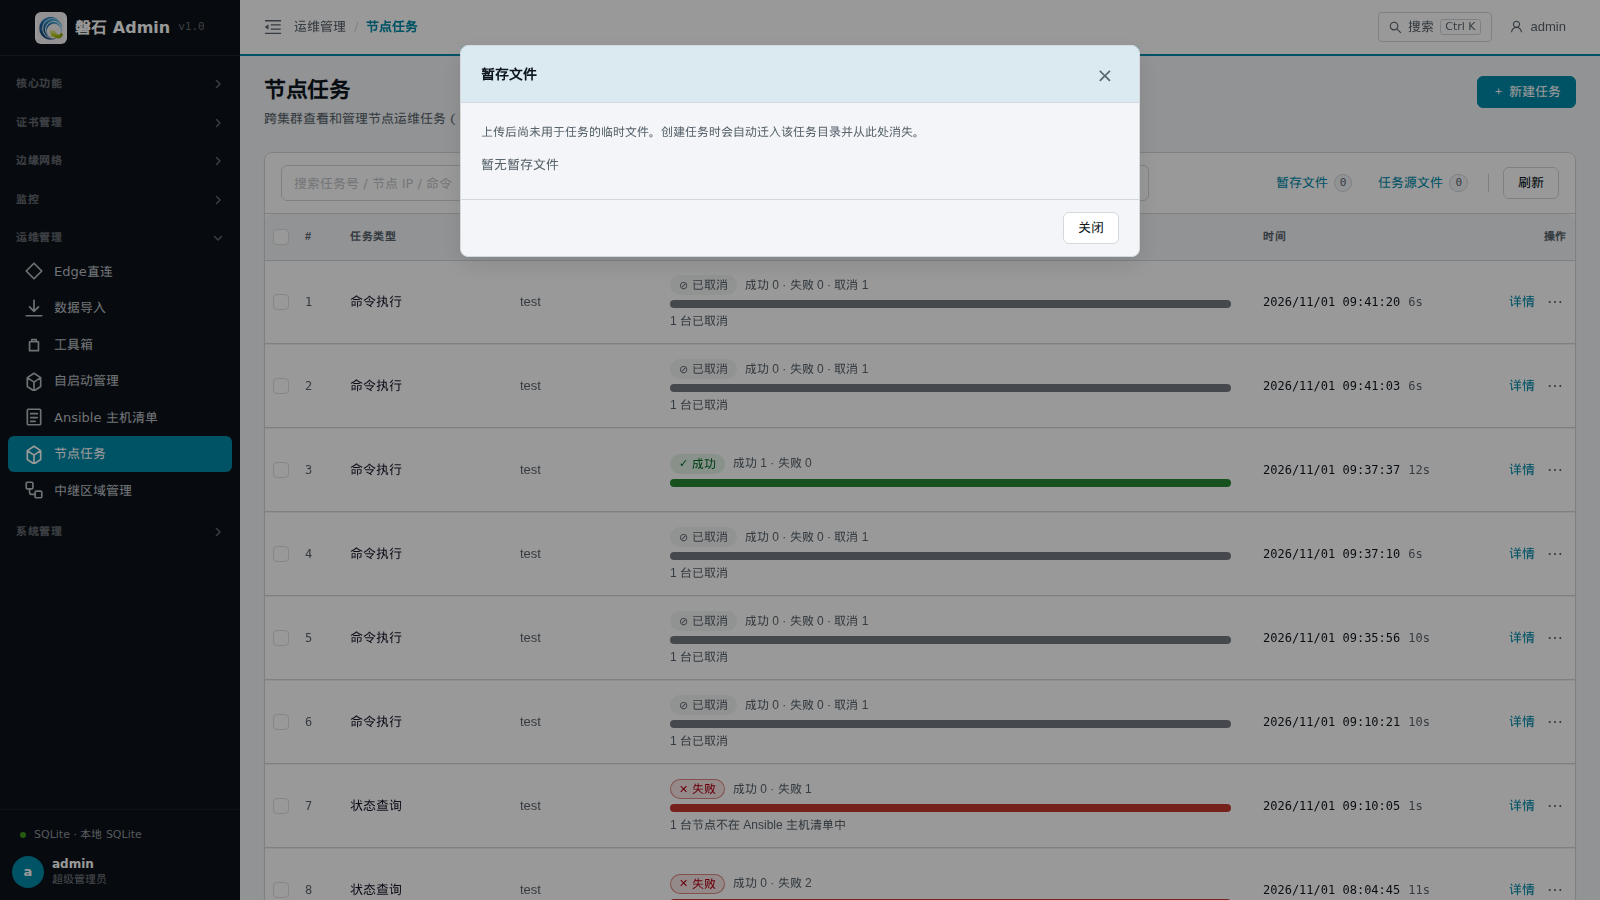 磐石 Admin v1.0
核心功能
证书管理
边缘网络
监控
运维管理
Edge直连
数据导入
工具箱
自启动管理
Ansible 主机清单
节点任务
中继区域管理
系统管理
SQLite · 本地 SQLite
a
admin
超级管理员
运维管理 / 节点任务
搜索 Ctrl K
admin
节点任务
跨集群查看和管理节点运维任务（
+ 新建任务
暂存文件
上传后尚未用于任务的临时文件。创建任务时会自动迁入该任务目录并从此处消失。
暂无暂存文件
关闭
搜索任务号 / 节点 IP / 命令
暂存文件 0
任务源文件 0
刷新
# 任务类型 时间 操作
1 命令执行 test ⊘ 已取消 成功 0 · 失败 0 · 取消 1 2026/11/01 09:41:20 6s 详情 ···
1 台已取消
2 命令执行 test ⊘ 已取消 成功 0 · 失败 0 · 取消 1 2026/11/01 09:41:03 6s 详情 ···
1 台已取消
3 命令执行 test ✓ 成功 成功 1 · 失败 0 2026/11/01 09:37:37 12s 详情 ···
4 命令执行 test ⊘ 已取消 成功 0 · 失败 0 · 取消 1 2026/11/01 09:37:10 6s 详情 ···
1 台已取消
5 命令执行 test ⊘ 已取消 成功 0 · 失败 0 · 取消 1 2026/11/01 09:35:56 10s 详情 ···
1 台已取消
6 命令执行 test ⊘ 已取消 成功 0 · 失败 0 · 取消 1 2026/11/01 09:10:21 10s 详情 ···
1 台已取消
7 状态查询 test ✕ 失败 成功 0 · 失败 1 2026/11/01 09:10:05 1s 详情 ···
1 台节点不在 Ansible 主机清单中
8 状态查询 test ✕ 失败 成功 0 · 失败 2 2026/11/01 08:04:45 11s 详情 ···